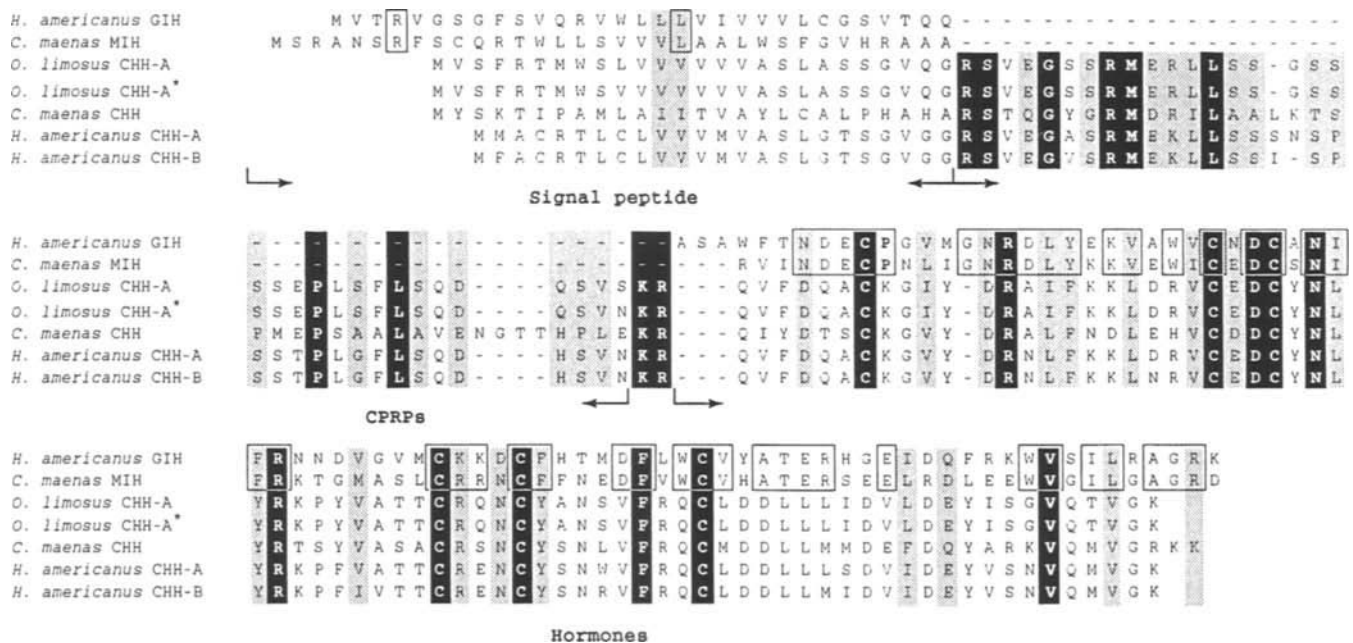 H. americanus GIH M V T R V G S G F S V Q R V W L L L V I V V V L C G S V T Q Q - - - - - - - - - - - - - - - - - - -
C. maenas MIH M S R A N S R F S C Q R T W L L S V V V L A A L W S F G V H R A A A - - - - - - - - - - - - - - - - - - -
O. limosus CHH-A M V S F R T M W S L V V V V V V A S L A S S G V Q G R S V E G S S R M E R L L S S - G S S
O. limosus CHH-A* M V S F R T M W S V V V V V V V A S L A S S G V Q G R S V E G S S R M E R L L S S - G S S
C. maenas CHH M Y S K T I P A M L A I I T V A Y L C A L P H A H A R S T Q G Y G R M D R I L A A L K T S
H. americanus CHH-A M M A C R T L C L V V V M V A S L G T S G V G G R S V E G A S R M E K L L S S S N S P
H. americanus CHH-B M F A C R T L C L V V V M V A S L G T S G V G G R S V E G V S R M E K L L S S I - S P
Signal peptide
H. americanus GIH - - - - - - - - - - - - - - - - A S A W F T N D E C P G V M G N R D L Y E K V A W V C N D C A N I
C. maenas MIH - - - - - - - - - - - - - - - - R V I N D E C P N L I G N R D L Y K K V E W I C E D C S N I
O. limosus CHH-A S S E P L S F L S Q D - - - - Q S V S K R - - - Q V F D Q A C K G I Y - D R A I F K K L D R V C E D C Y N L
O. limosus CHH-A* S S E P L S F L S Q D - - - - Q S V N K R - - - Q V F D Q A C K G I Y - D R A I F K K L D R V C E D C Y N L
C. maenas CHH P M E P S A A L A V E N G T T H P L E K R - - - Q I Y D T S C K G V Y - D R A L F N D L E H V C D D C Y N L
H. americanus CHH-A S S T P L G F L S Q D - - - - H S V N K R - - - Q V F D Q A C K G V Y - D R N L F K K L D R V C E D C Y N L
H. americanus CHH-B S S T P L G F L S Q D - - - - H S V N K R - - - Q V F D Q A C K G V Y - D R N L F K K L N R V C E D C Y N L
CPRPs
H. americanus GIH F R N N D V G V M C K K D C F H T M D F L W C V Y A T E R H G E I D Q F R K W V S I L R A G R K
C. maenas MIH F R K T G M A S L C R R N C F F N E D F V W C V H A T E R S E E L R D L E E W V G I L G A G R D
O. limosus CHH-A Y R K P Y V A T T C R Q N C Y A N S V F R Q C L D D L L L I D V L D E Y I S G V Q T V G K
O. limosus CHH-A* Y R K P Y V A T T C R Q N C Y A N S V F R Q C L D D L L L I D V L D E Y I S G V Q T V G K
C. maenas CHH Y R T S Y V A S A C R S N C Y S N L V F R Q C M D D L L M M D E F D Q Y A R K V Q M V G R K K
H. americanus CHH-A Y R K P F V A T T C R E N C Y S N W V F R Q C L D D L L L S D V I D E Y V S N V Q M V G K
H. americanus CHH-B Y R K P F I V T T C R E N C Y S N R V F R Q C L D D L L M I D V I D E Y V S N V Q M V G K
Hormones